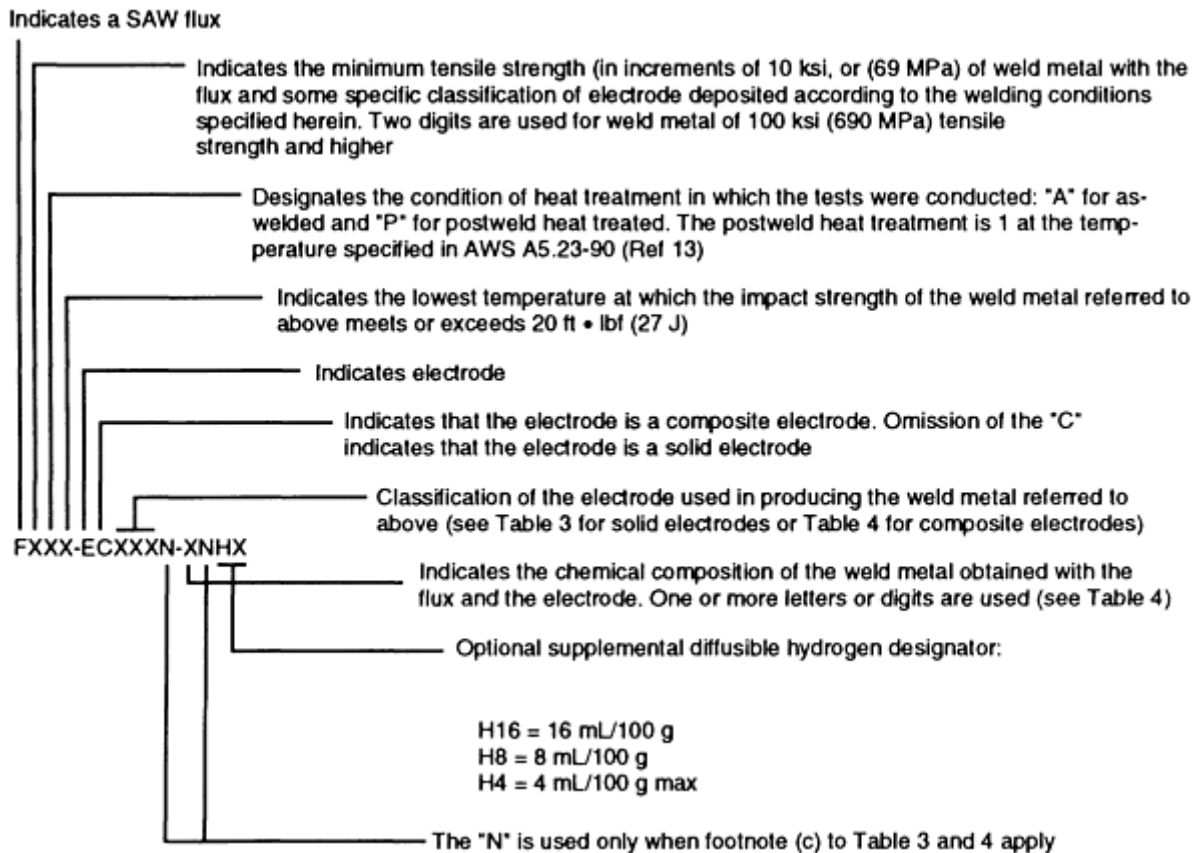 Indicates a SAW flux
Indicates the minimum tensile strength (in increments of 10 ksi, or (69 MPa) of weld metal with the
flux and some specific classification of electrode deposited according to the welding conditions
specified herein. Two digits are used for weld metal of 100 ksi (690 MPa) tensile
strength and higher
Designates the condition of heat treatment in which the tests were conducted: "A" for as-
welded and "P" for postweld heat treated. The postweld heat treatment is 1 at the temp-
perature specified in AWS A5.23-90 (Ref 13)
Indicates the lowest temperature at which the impact strength of the weld metal referred to
above meets or exceeds 20 ft • lbf (27 J)
Indicates electrode
Indicates that the electrode is a composite electrode. Omission of the "C"
indicates that the electrode is a solid electrode
Classification of the electrode used in producing the weld metal referred to
above (see Table 3 for solid electrodes or Table 4 for composite electrodes)
FXXX-ECXXXN-XNHX
Indicates the chemical composition of the weld metal obtained with the
flux and the electrode. One or more letters or digits are used (see Table 4)
Optional supplemental diffusible hydrogen designator:
H16 = 16 mL/100 g
H8 = 8 mL/100 g
H4 = 4 mL/100 g max
The "N" is used only when footnote (c) to Table 3 and 4 apply